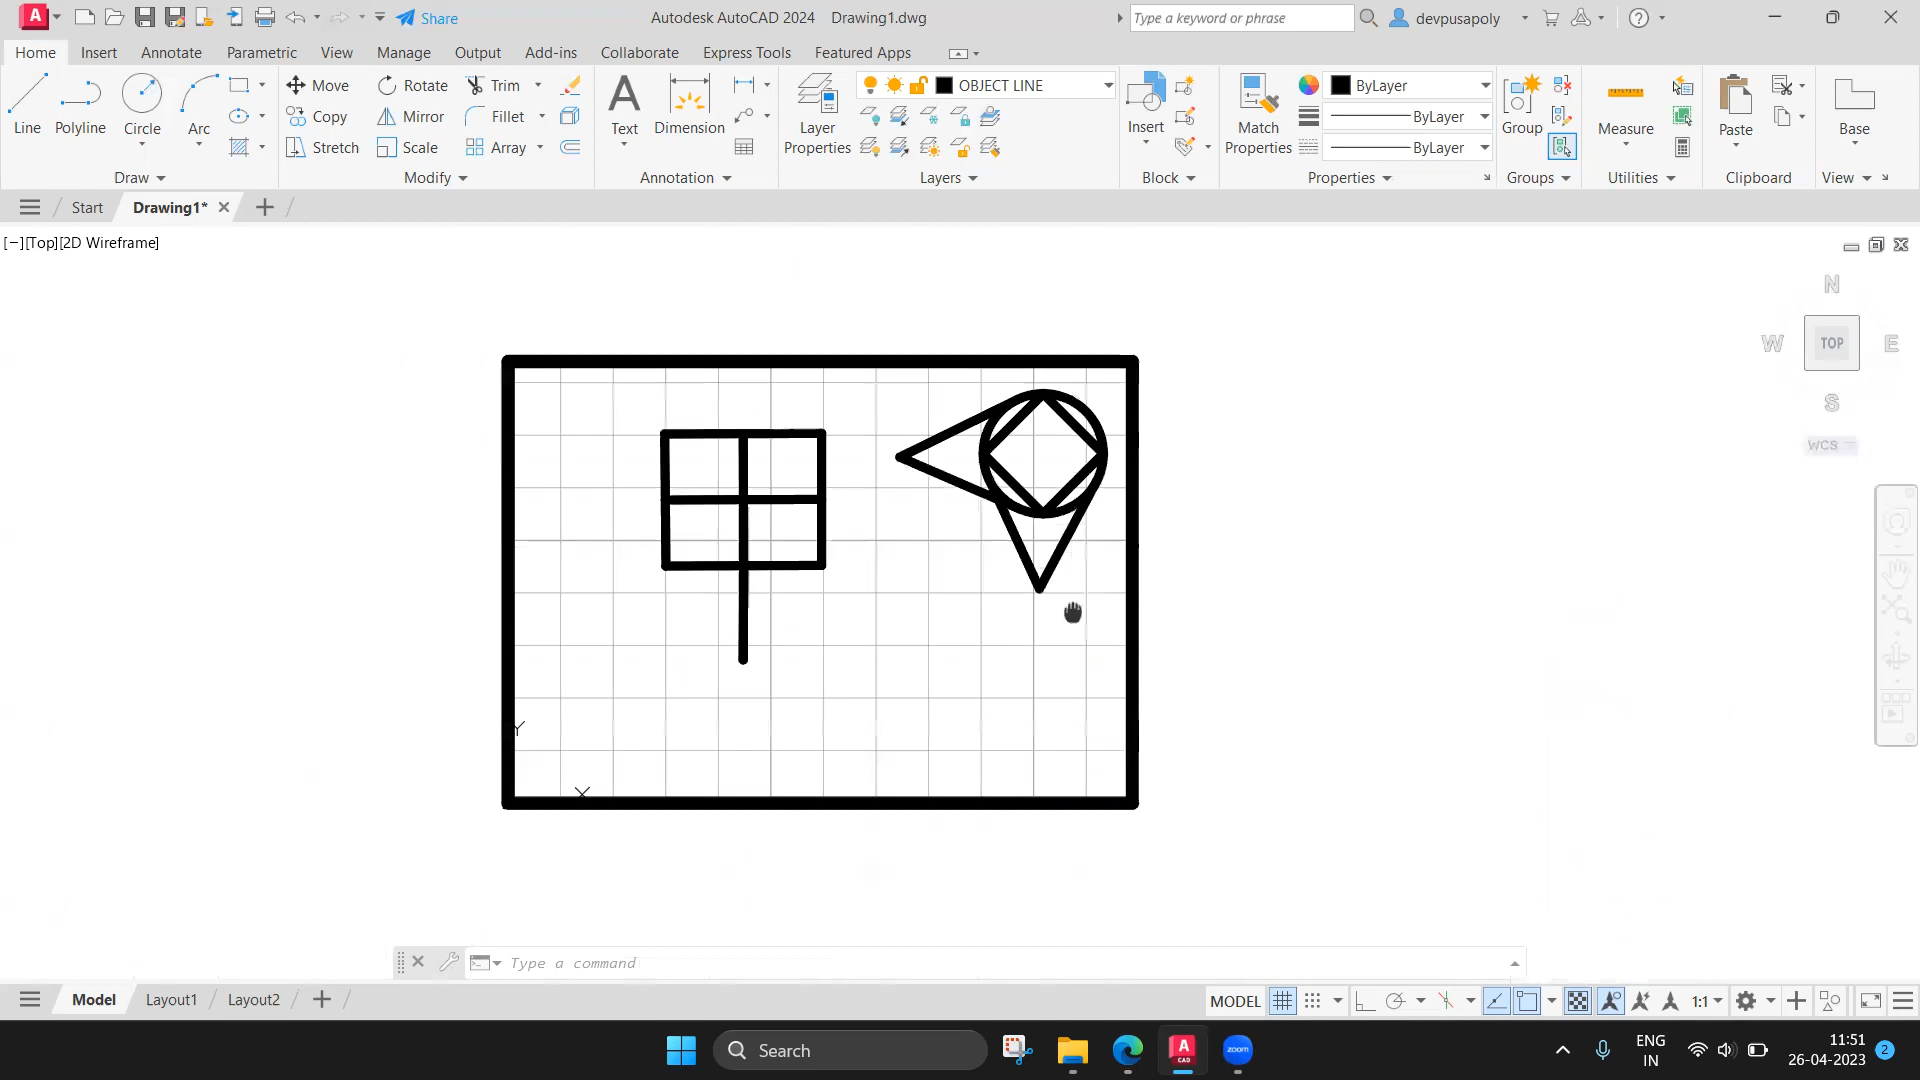 A Share Autodesk AutoCAD 2024 Drawing1.dwg Type a keyword or phrase devpusapoly
Home Insert Annotate Parametric View Manage Output Add-ins Collaborate Express Tools Featured Apps
Line Polyline Circle Arc
Move Rotate Trim
Copy Mirror Fillet
Stretch Scale Array
Text Dimension
Layer Properties
OBJECT LINE
Insert
Match Properties
ByLayer
ByLayer
ByLayer
Group
Measure
Paste
Base
Draw Modify Annotation Layers Block Properties Groups Utilities Clipboard View
Start Drawing1*
[−][Top][2D Wireframe]
N
W TOP E
S
WCS
Y
X
Type a command
Model Layout1 Layout2 MODEL 1:1
Search A CAD zoom ENG IN 11:51 26-04-2023 2